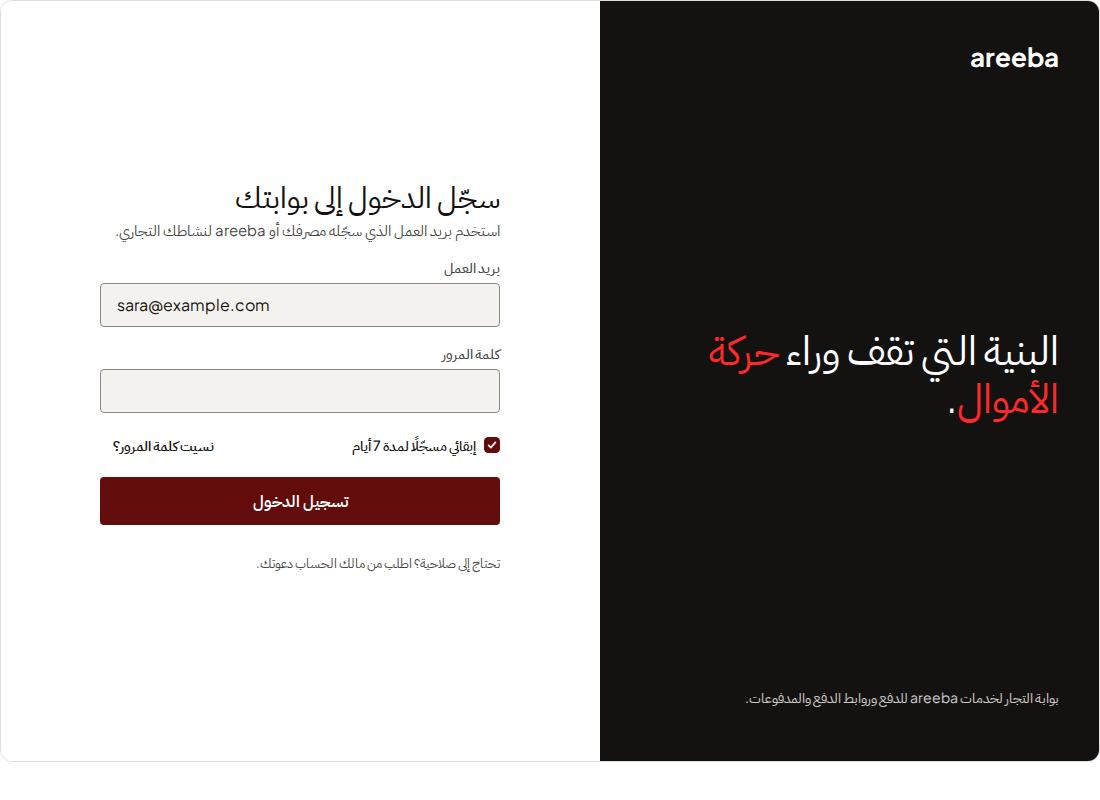 areeba
البنية التي تقف وراء حركة
الأموال.
بوابة التجار لخدمات areeba للدفع وروابط الدفع والمدفوعات.
سجّل الدخول إلى بوابتك
استخدم بريد العمل الذي سجّله مصرفك أو areeba لنشاطك التجاري.
بريد العمل
sara@example.com
كلمة المرور
إبقائي مسجّلًا لمدة 7 أيام
نسيت كلمة المرور؟
تسجيل الدخول
تحتاج إلى صلاحية؟ اطلب من مالك الحساب دعوتك.